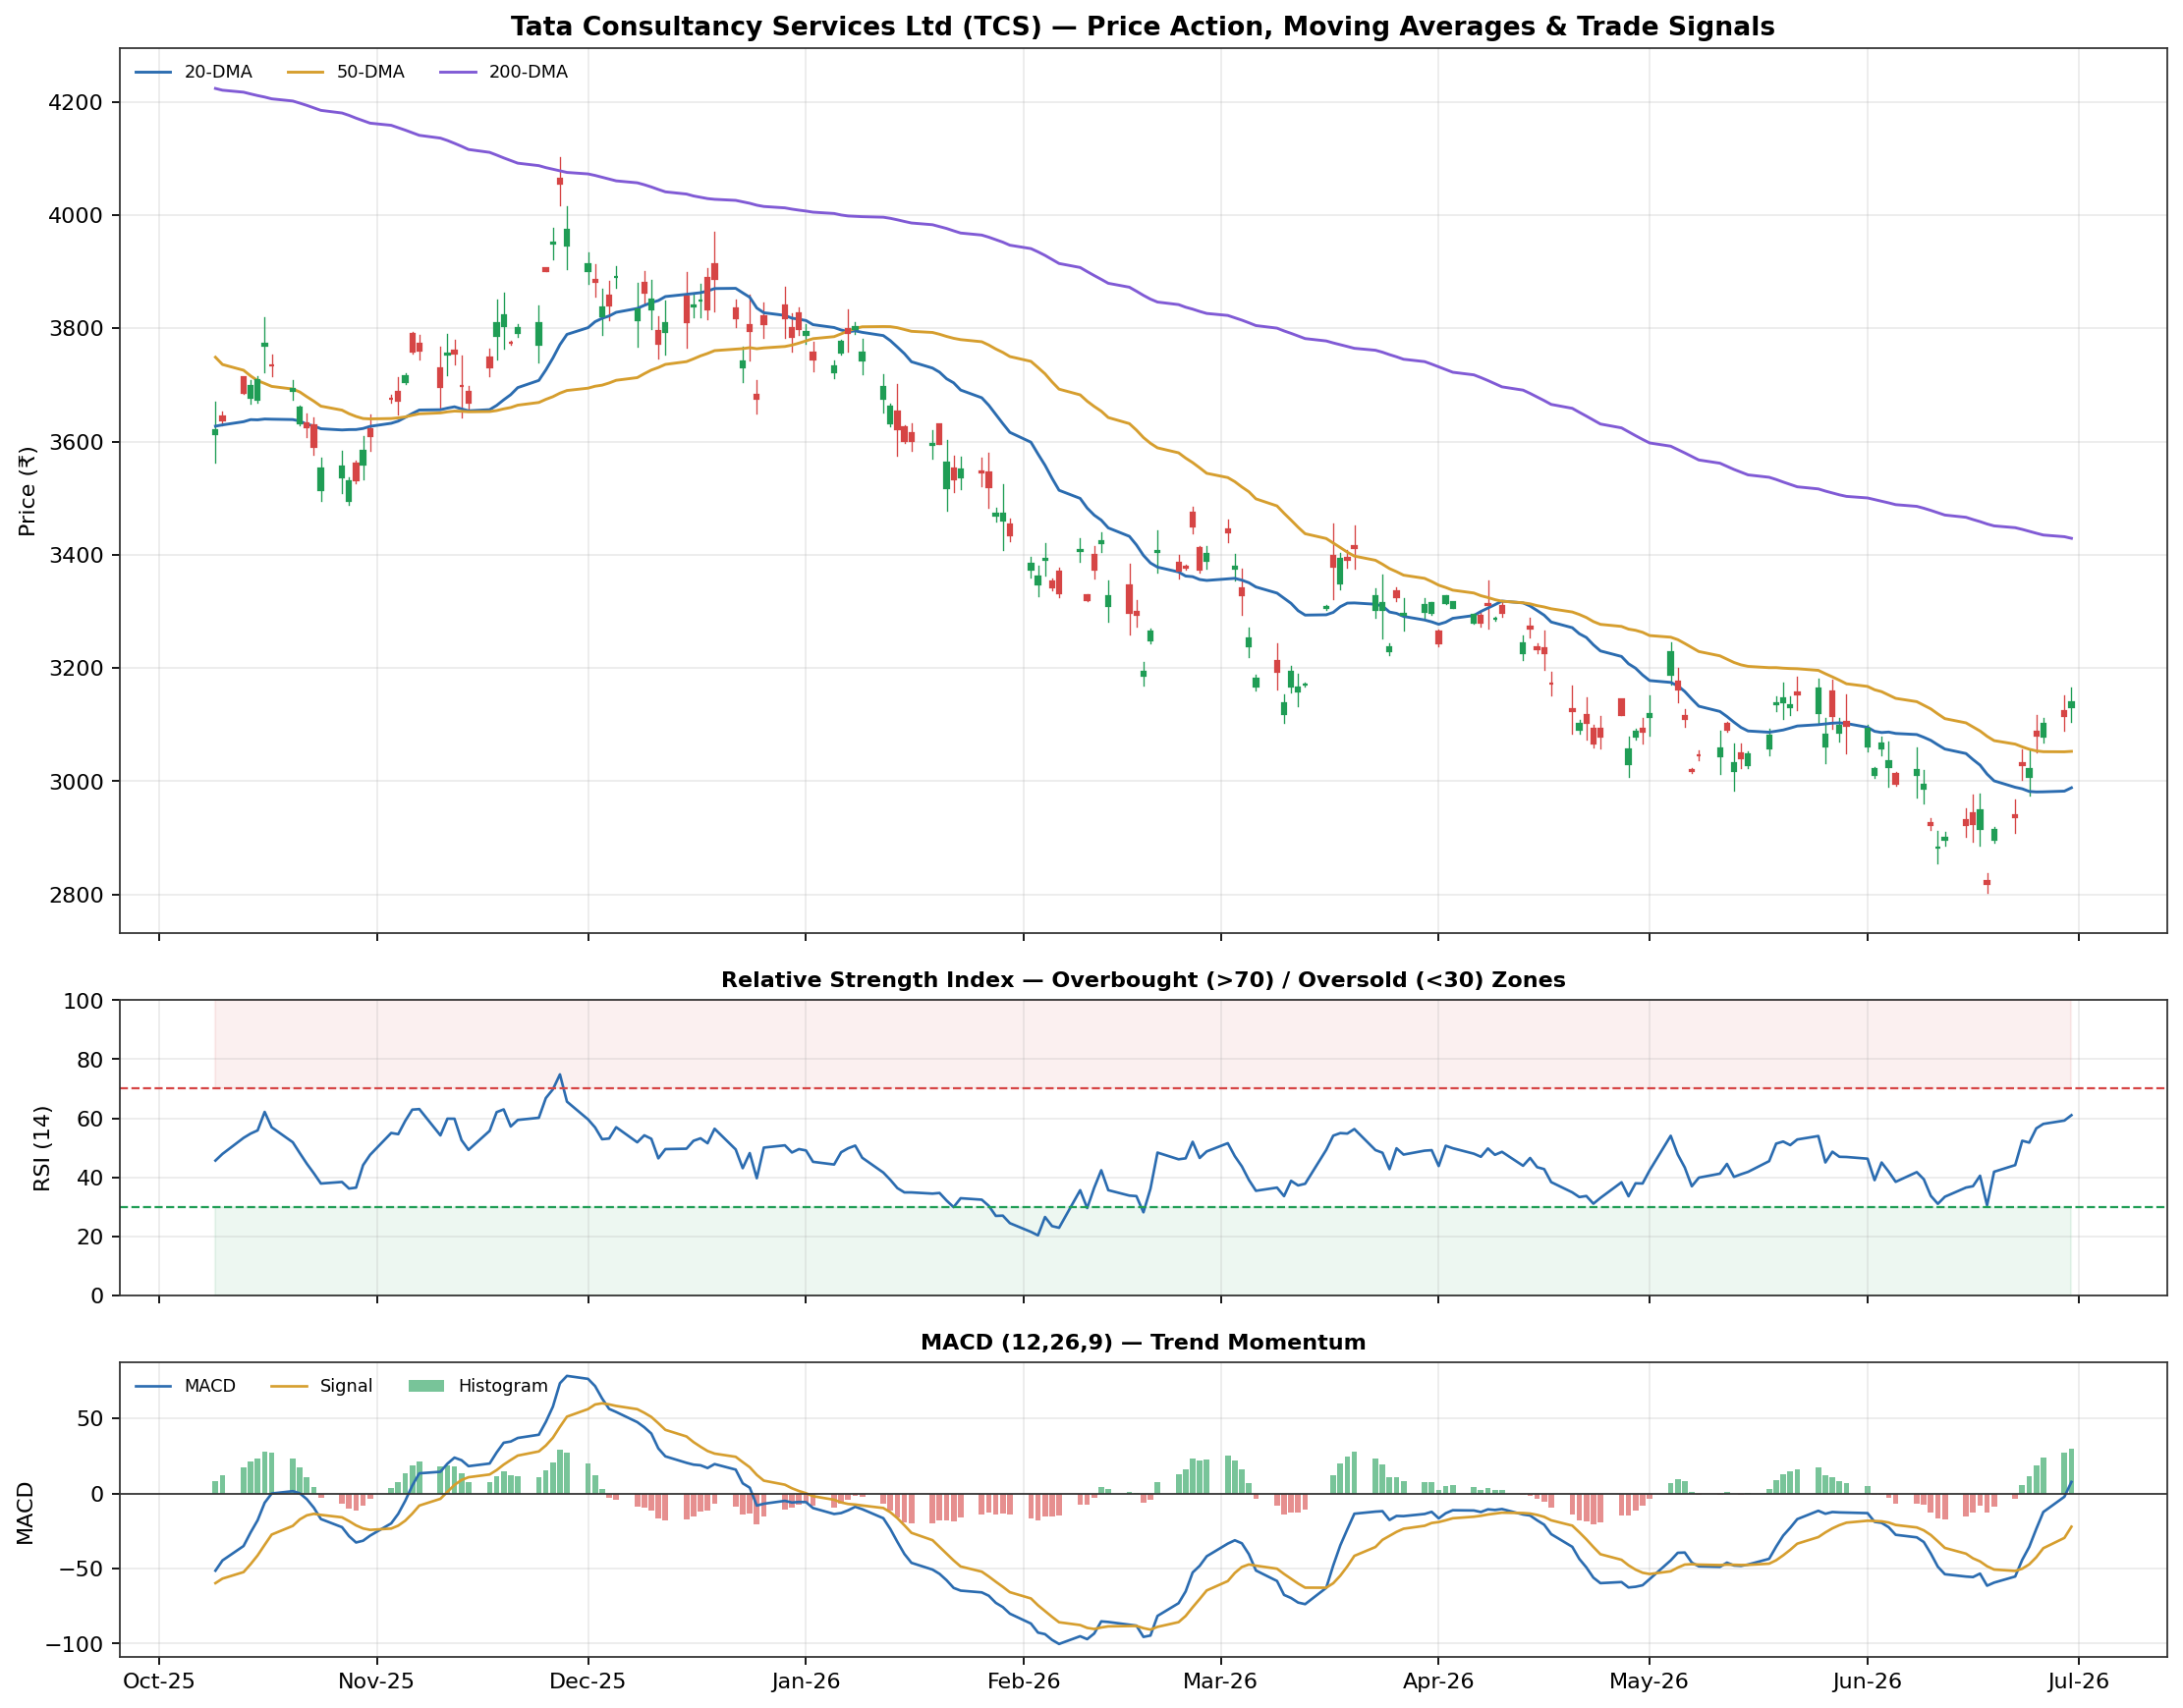 Tata Consultancy Services Ltd (TCS) — Price Action, Moving Averages & Trade Signals
20-DMA 50-DMA 200-DMA
4200
4000
3800
3600
3400
3200
3000
2800
Price (₹)
Relative Strength Index — Overbought (>70) / Oversold (<30) Zones
100
80
60
40
20
0
RSI (14)
MACD (12,26,9) — Trend Momentum
MACD Signal Histogram
50
0
−50
−100
MACD
Oct-25 Nov-25 Dec-25 Jan-26 Feb-26 Mar-26 Apr-26 May-26 Jun-26 Jul-26